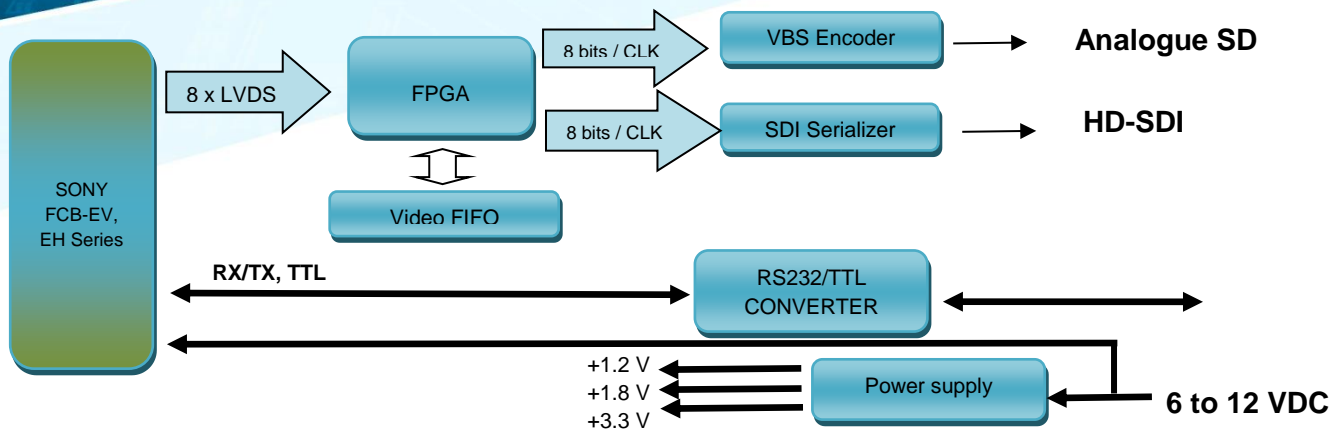 SONY
FCB-EV,
EH Series
8 x LVDS
FPGA
Video FIFO
8 bits / CLK
8 bits / CLK
VBS Encoder
SDI Serializer
Analogue SD
HD-SDI
RX/TX, TTL
RS232/TTL
CONVERTER
+1.2 V
+1.8 V
+3.3 V
Power supply
6 to 12 VDC